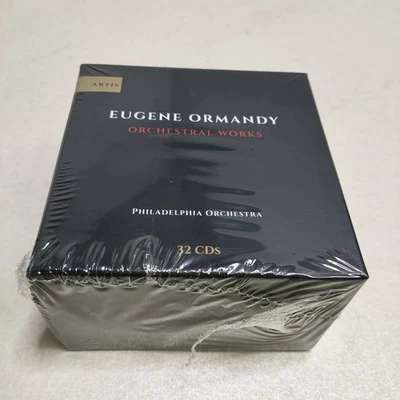 ARTIS
EUGENE ORMANDY
ORCHESTRAL WORKS
PHILADELPHIA ORCHESTRA
32 CDs